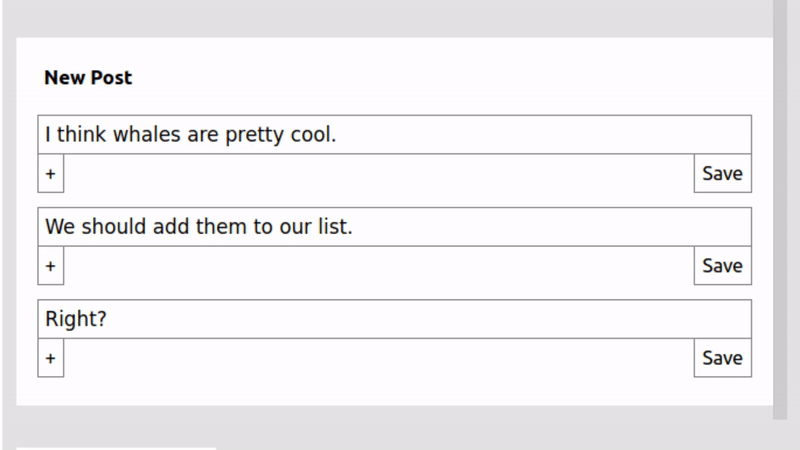 New Post
I think whales are pretty cool.
+ Save
We should add them to our list.
+ Save
Right?
+ Save